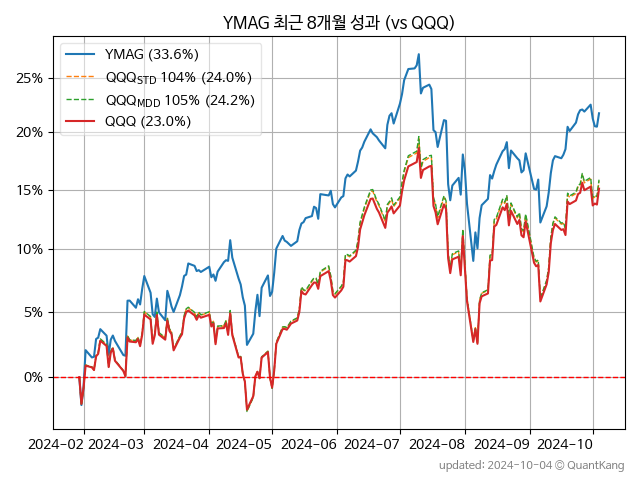 YMAG 최근 8개월 성과 (vs QQQ)
YMAG (33.6%)
QQQSTD 104% (24.0%)
QQQMDD 105% (24.2%)
QQQ (23.0%)
25%
20%
15%
10%
5%
0%
2024-02 2024-03 2024-04 2024-05 2024-06 2024-07 2024-08 2024-09 2024-10
updated: 2024-10-04 © QuantKang